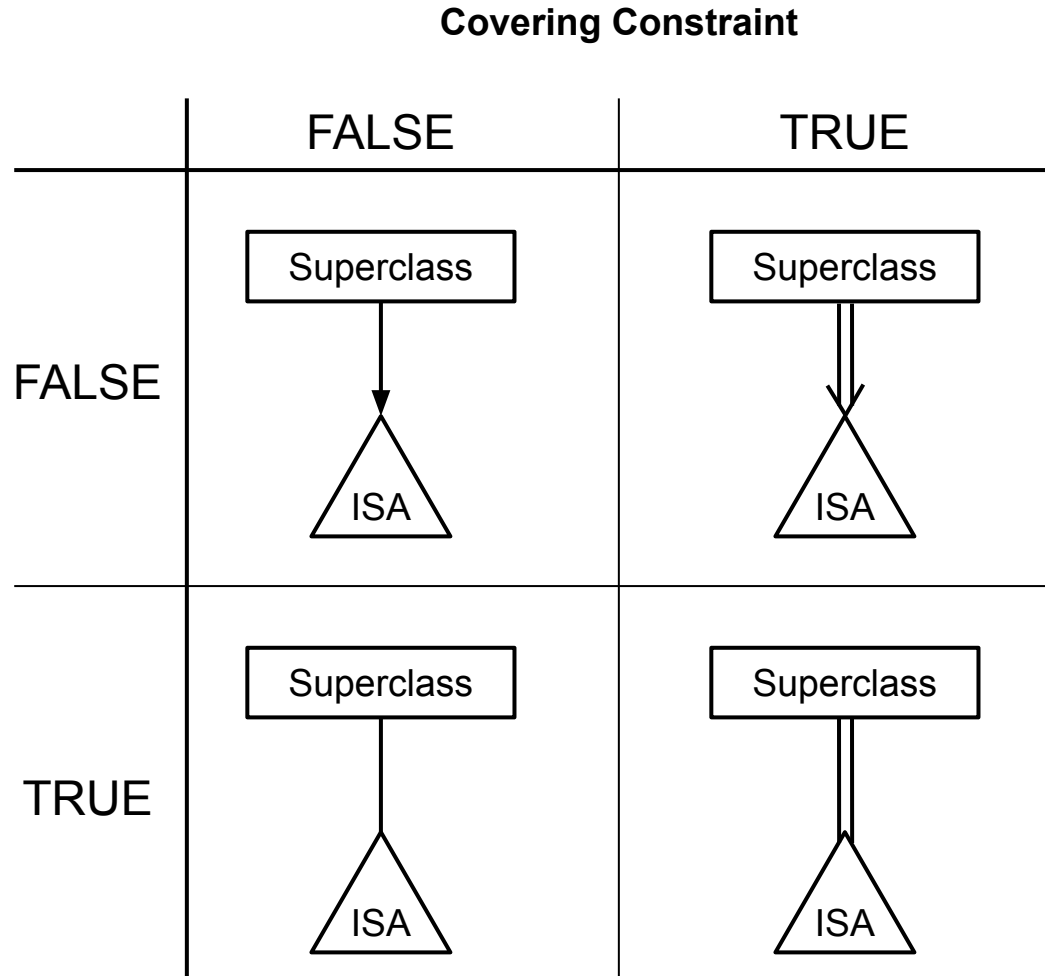 Covering Constraint
FALSE TRUE
Superclass Superclass
FALSE
ISA ISA
Superclass Superclass
TRUE
ISA ISA